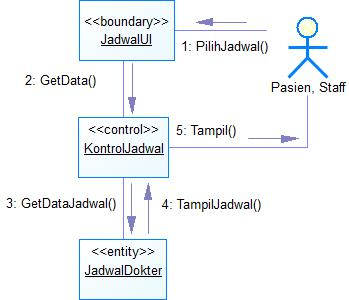 <<boundary>>
JadwalUI
1: PilihJadwal()
Pasien, Staff
2: GetData()
<<control>>
KontrolJadwal
5: Tampil()
3: GetDataJadwal()
4: TampilJadwal()
<<entity>>
JadwalDokter